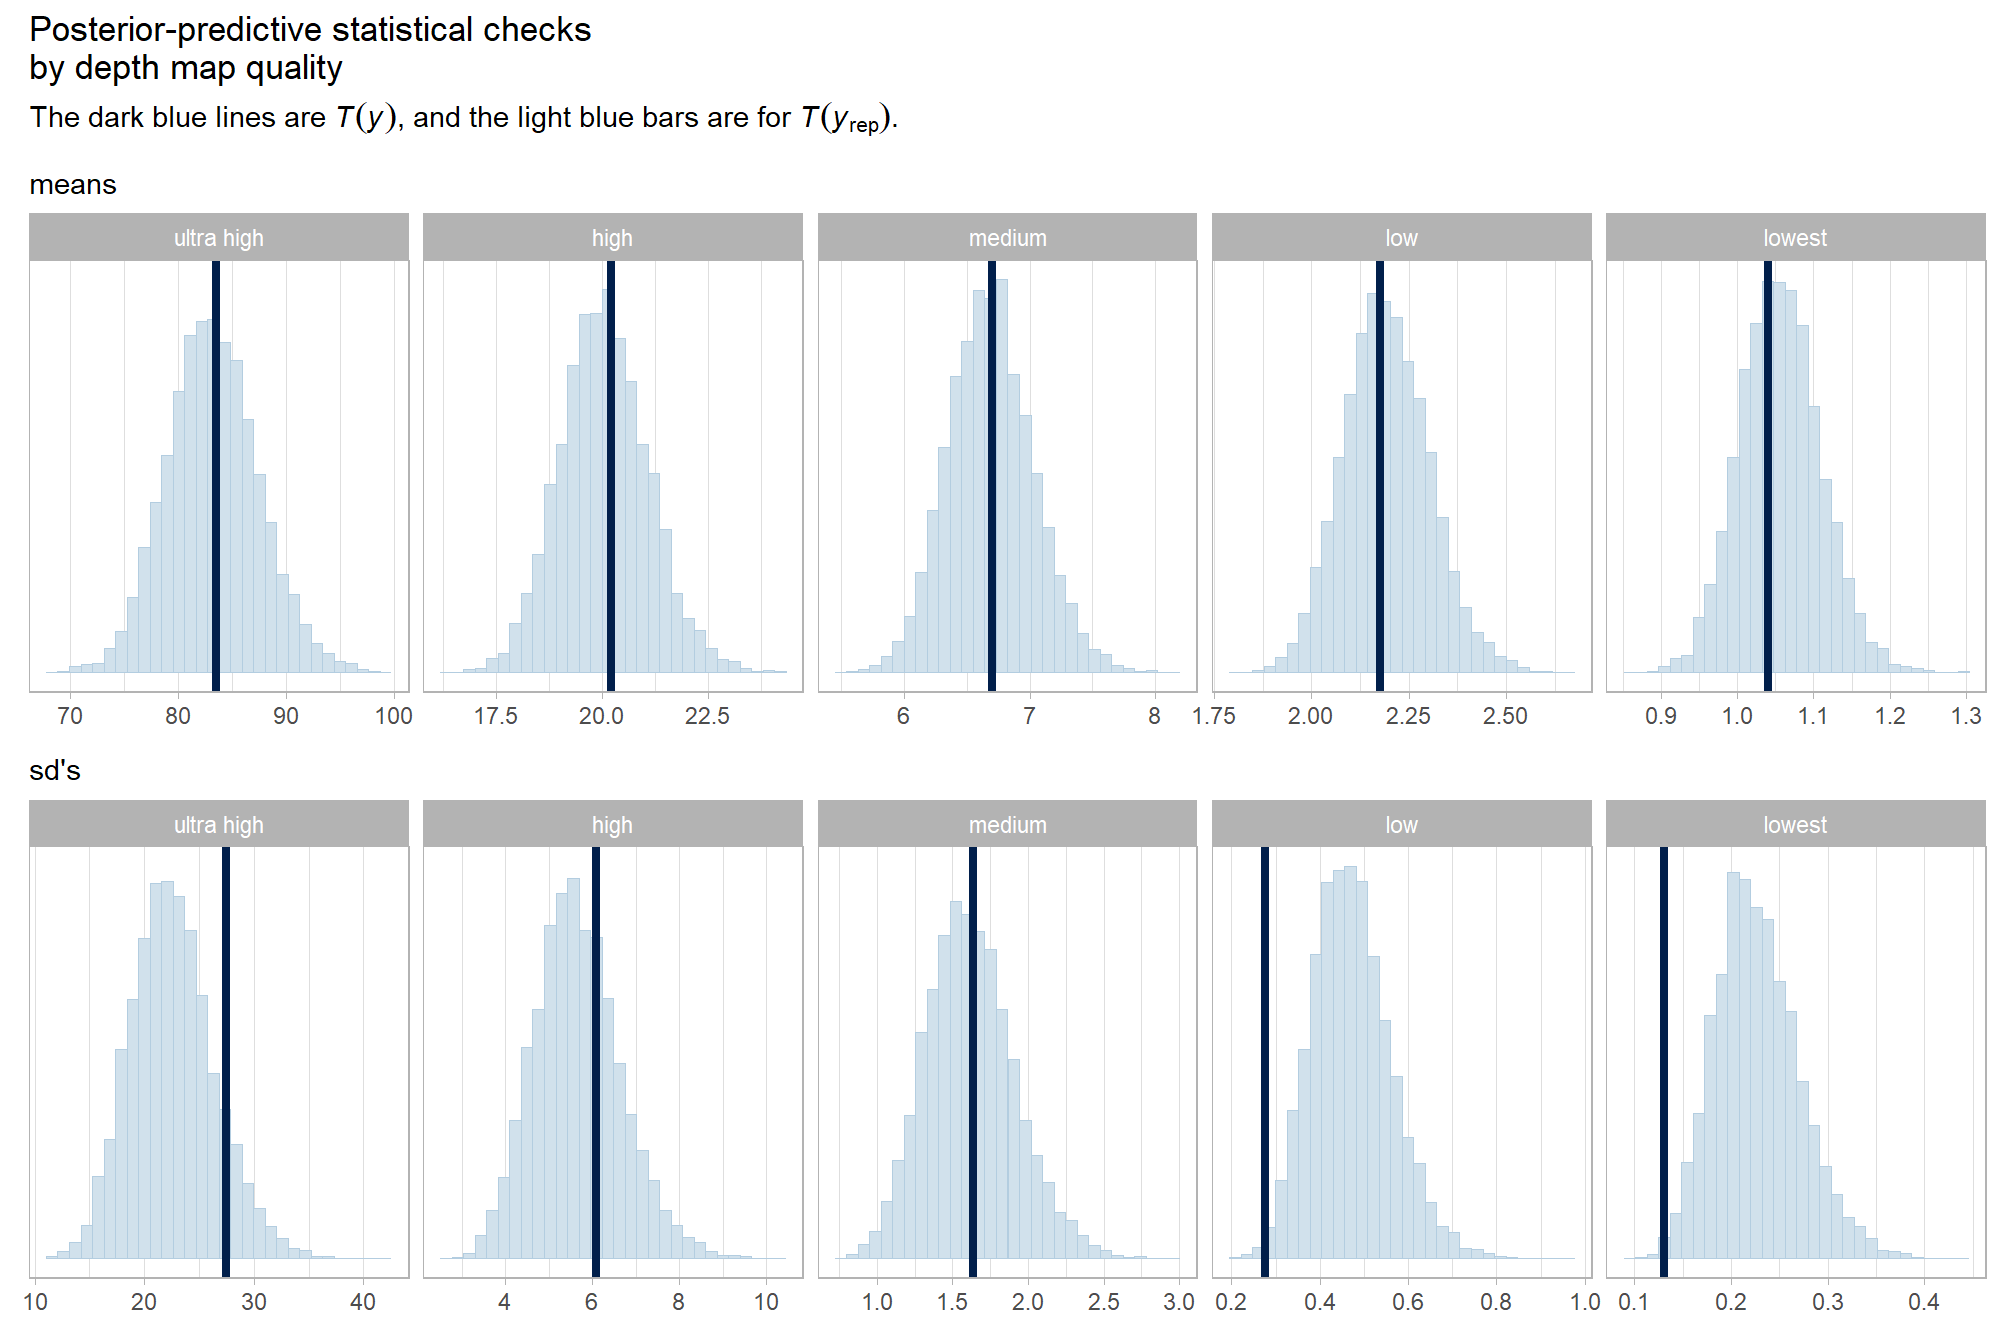 Posterior-predictive statistical checks
by depth map quality
The dark blue lines are T(y), and the light blue bars are for T(y_rep).
means
ultra high high medium low lowest
70 80 90 100 17.5 20.0 22.5 6 7 8 1.75 2.00 2.25 2.50 0.9 1.0 1.1 1.2 1.3
sd's
ultra high high medium low lowest
10 20 30 40 4 6 8 10 1.0 1.5 2.0 2.5 3.0 0.2 0.4 0.6 0.8 1.0 0.1 0.2 0.3 0.4